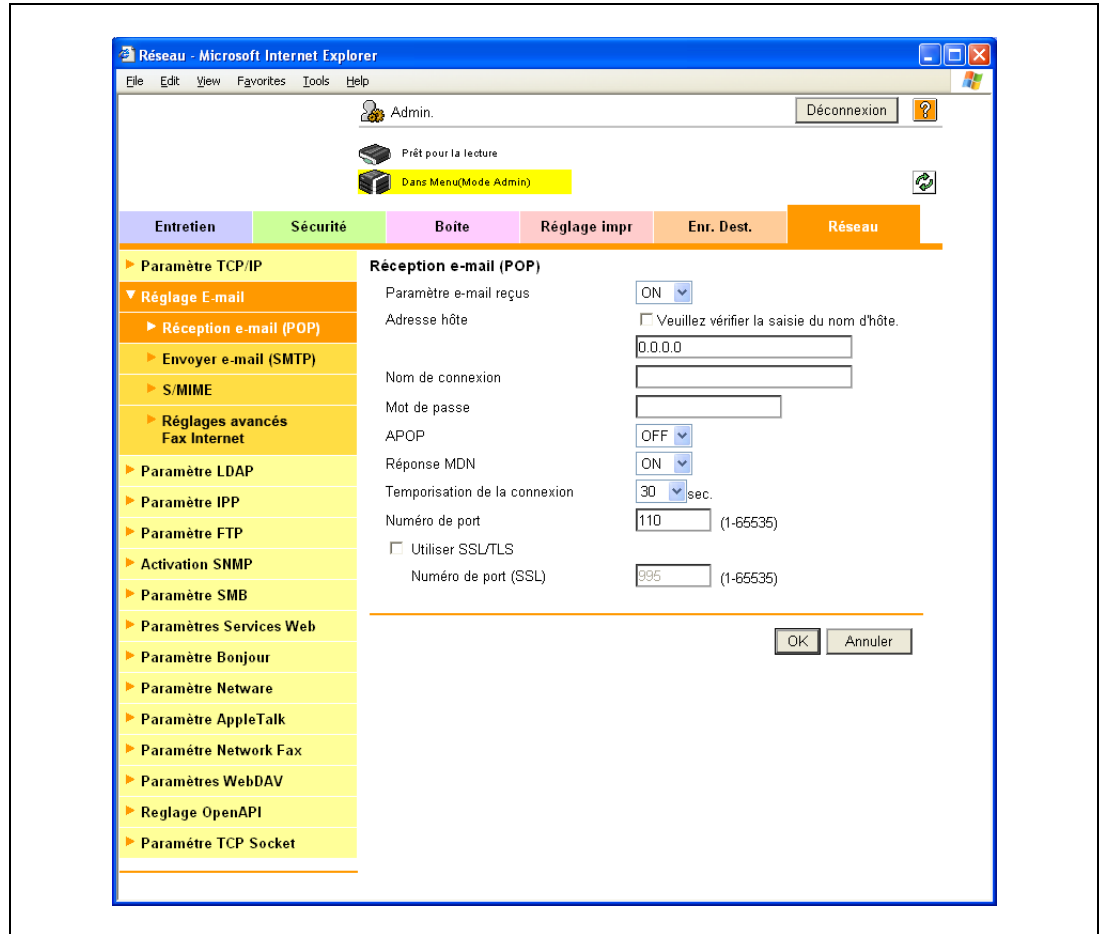 Réseau - Microsoft Internet Explorer
File Edit View Favorites Tools Help
Admin.
Déconnexion
?
Prêt pour la lecture
Dans Menu(Mode Admin)
Entretien Sécurité Boite Réglage impr Enr. Dest. Réseau
Paramètre TCP/IP
Réglage E-mail
Réception e-mail (POP)
Envoyer e-mail (SMTP)
S/MIME
Réglages avancés
Fax Internet
Paramètre LDAP
Paramètre IPP
Paramètre FTP
Activation SNMP
Paramètre SMB
Paramètres Services Web
Paramètre Bonjour
Paramètre Netware
Paramètre AppleTalk
Paramétre Network Fax
Paramètres WebDAV
Reglage OpenAPI
Paramétre TCP Socket
Réception e-mail (POP)
Paramètre e-mail reçus ON
Adresse hôte Veuillez vérifier la saisie du nom d'hôte.
0.0.0.0
Nom de connexion
Mot de passe
APOP OFF
Réponse MDN ON
Temporisation de la connexion 30 sec.
Numéro de port 110 (1-65535)
Utiliser SSL/TLS
Numéro de port (SSL) 995 (1-65535)
OK Annuler